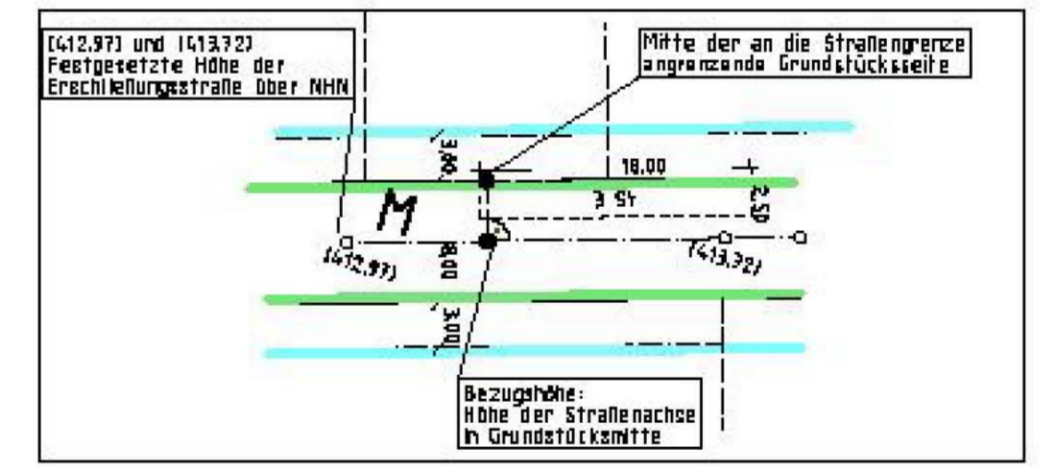 (412.97) und (413.72)
Festgesetzte Höhe der
Erschließungsstraße über NHN
Mitte der an die Straßengrenze
angrenzende Grundstücksseite
3.00
18.00
3 St E
2.50
M
(412.97)
8.00
(413.72)
3.00
Bezugshöhe:
Höhe der Straßenachse
in Grundstücksmitte